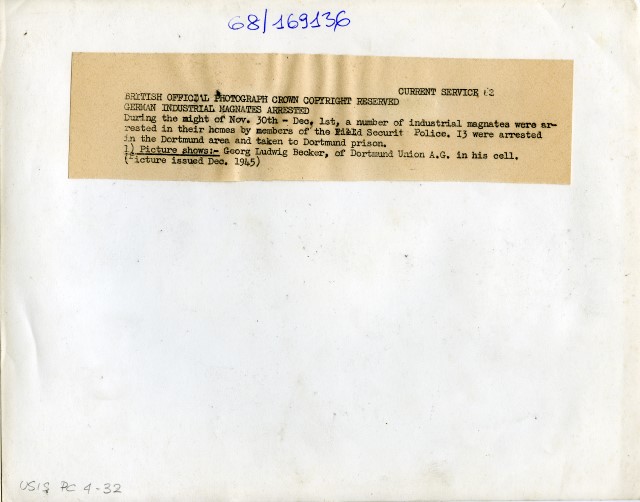 68/169136
CURRENT SERVICE 62
BRITISH OFFICIAL PHOTOGRAPH CROWN COPYRIGHT RESERVED
GERMAN INDUSTRIAL MAGNATES ARRESTED
During the might of Nov. 30th - Dec. 1st, a number of industrial magnates were ar-
rested in their homes by members of the Field Securit Police. I3 were arrested
in the Dortmund area and taken to Dortmund prison.
1) Picture shows:- Georg Ludwig Becker, of Dortmund Union A.G. in his cell.
(Picture issued Dec. 1945)
USIS PC 4-32